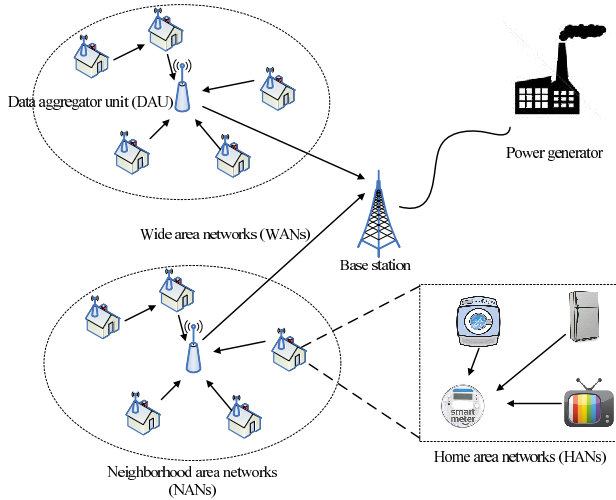 Data aggregator unit (DAU)
Power generator
Wide area networks (WANs)
Base station
smart
meter
Home area networks (HANs)
Neighborhood area networks
(NANs)